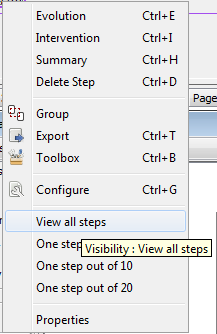 Evolution Ctrl+E
Intervention Ctrl+I
Summary Ctrl+H
Delete Step Ctrl+D
Page
Group
Export Ctrl+T
Toolbox Ctrl+B
Configure Ctrl+G
View all steps
One step
Visibility : View all steps
One step out of 10
One step out of 20
Properties